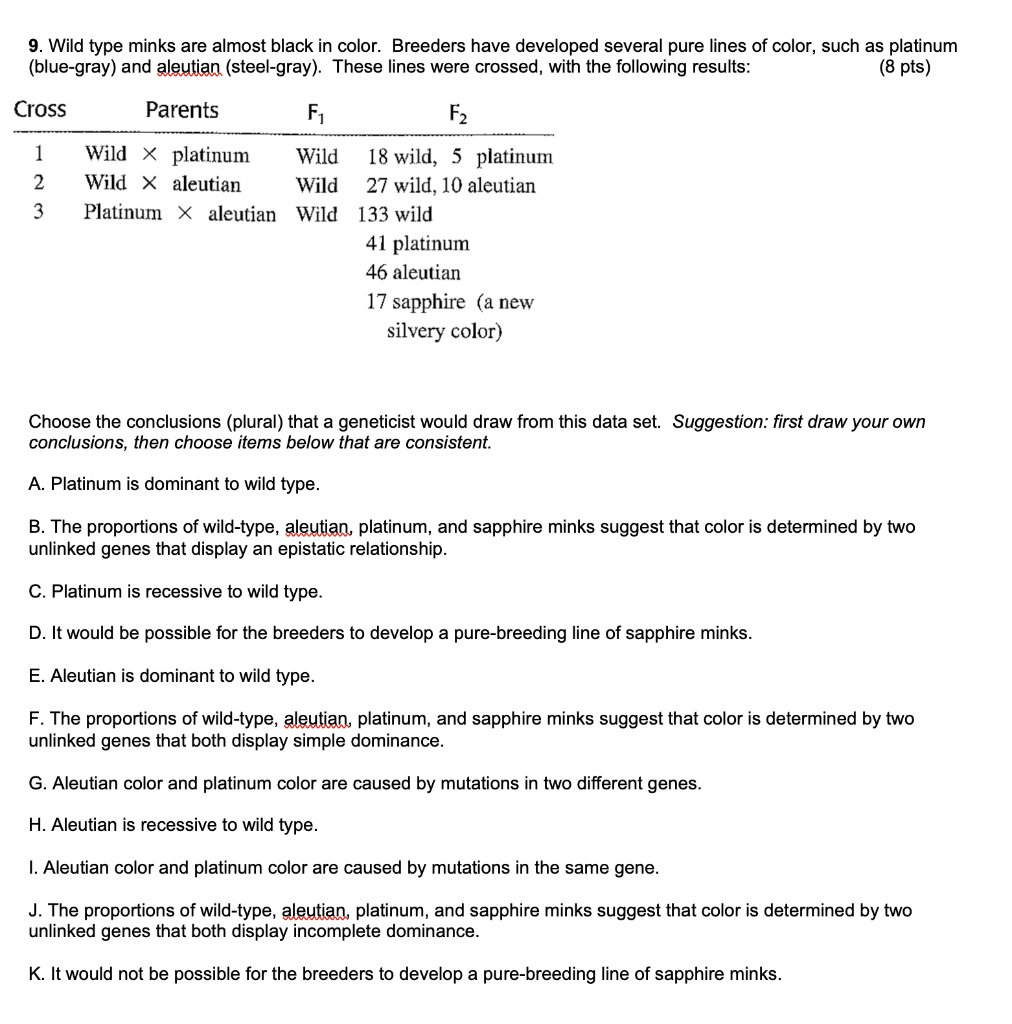 9. Wild type minks are almost black in color.  Breeders have developed several pure lines of color, such as platinum
(blue-gray) and aleutian (steel-gray).  These lines were crossed, with the following results: (8 pts)
Cross Parents F1 F2
1 Wild × platinum Wild 18 wild, 5 platinum
2 Wild × aleutian Wild 27 wild, 10 aleutian
3 Platinum × aleutian Wild 133 wild
41 platinum
46 aleutian
17 sapphire (a new
silvery color)
Choose the conclusions (plural) that a geneticist would draw from this data set.  Suggestion: first draw your own
conclusions, then choose items below that are consistent.
A. Platinum is dominant to wild type.
B. The proportions of wild-type, aleutian, platinum, and sapphire minks suggest that color is determined by two
unlinked genes that display an epistatic relationship.
C. Platinum is recessive to wild type.
D. It would be possible for the breeders to develop a pure-breeding line of sapphire minks.
E. Aleutian is dominant to wild type.
F. The proportions of wild-type, aleutian, platinum, and sapphire minks suggest that color is determined by two
unlinked genes that both display simple dominance.
G. Aleutian color and platinum color are caused by mutations in two different genes.
H. Aleutian is recessive to wild type.
I. Aleutian color and platinum color are caused by mutations in the same gene.
J. The proportions of wild-type, aleutian, platinum, and sapphire minks suggest that color is determined by two
unlinked genes that both display incomplete dominance.
K. It would not be possible for the breeders to develop a pure-breeding line of sapphire minks.